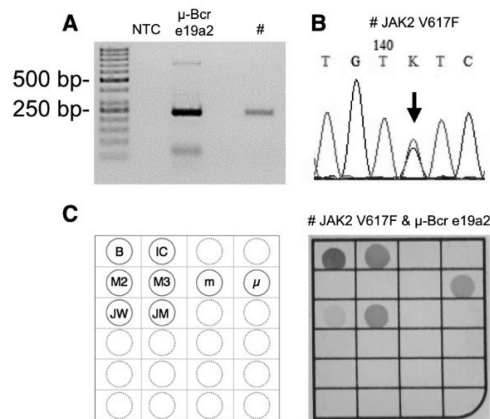 A
NTC
μ-Bcr
e19a2
#
500 bp-
250 bp-
B
# JAK2 V617F
140
T G T K T C
C
B IC
M2 M3 m μ
JW JM
# JAK2 V617F & μ-Bcr e19a2